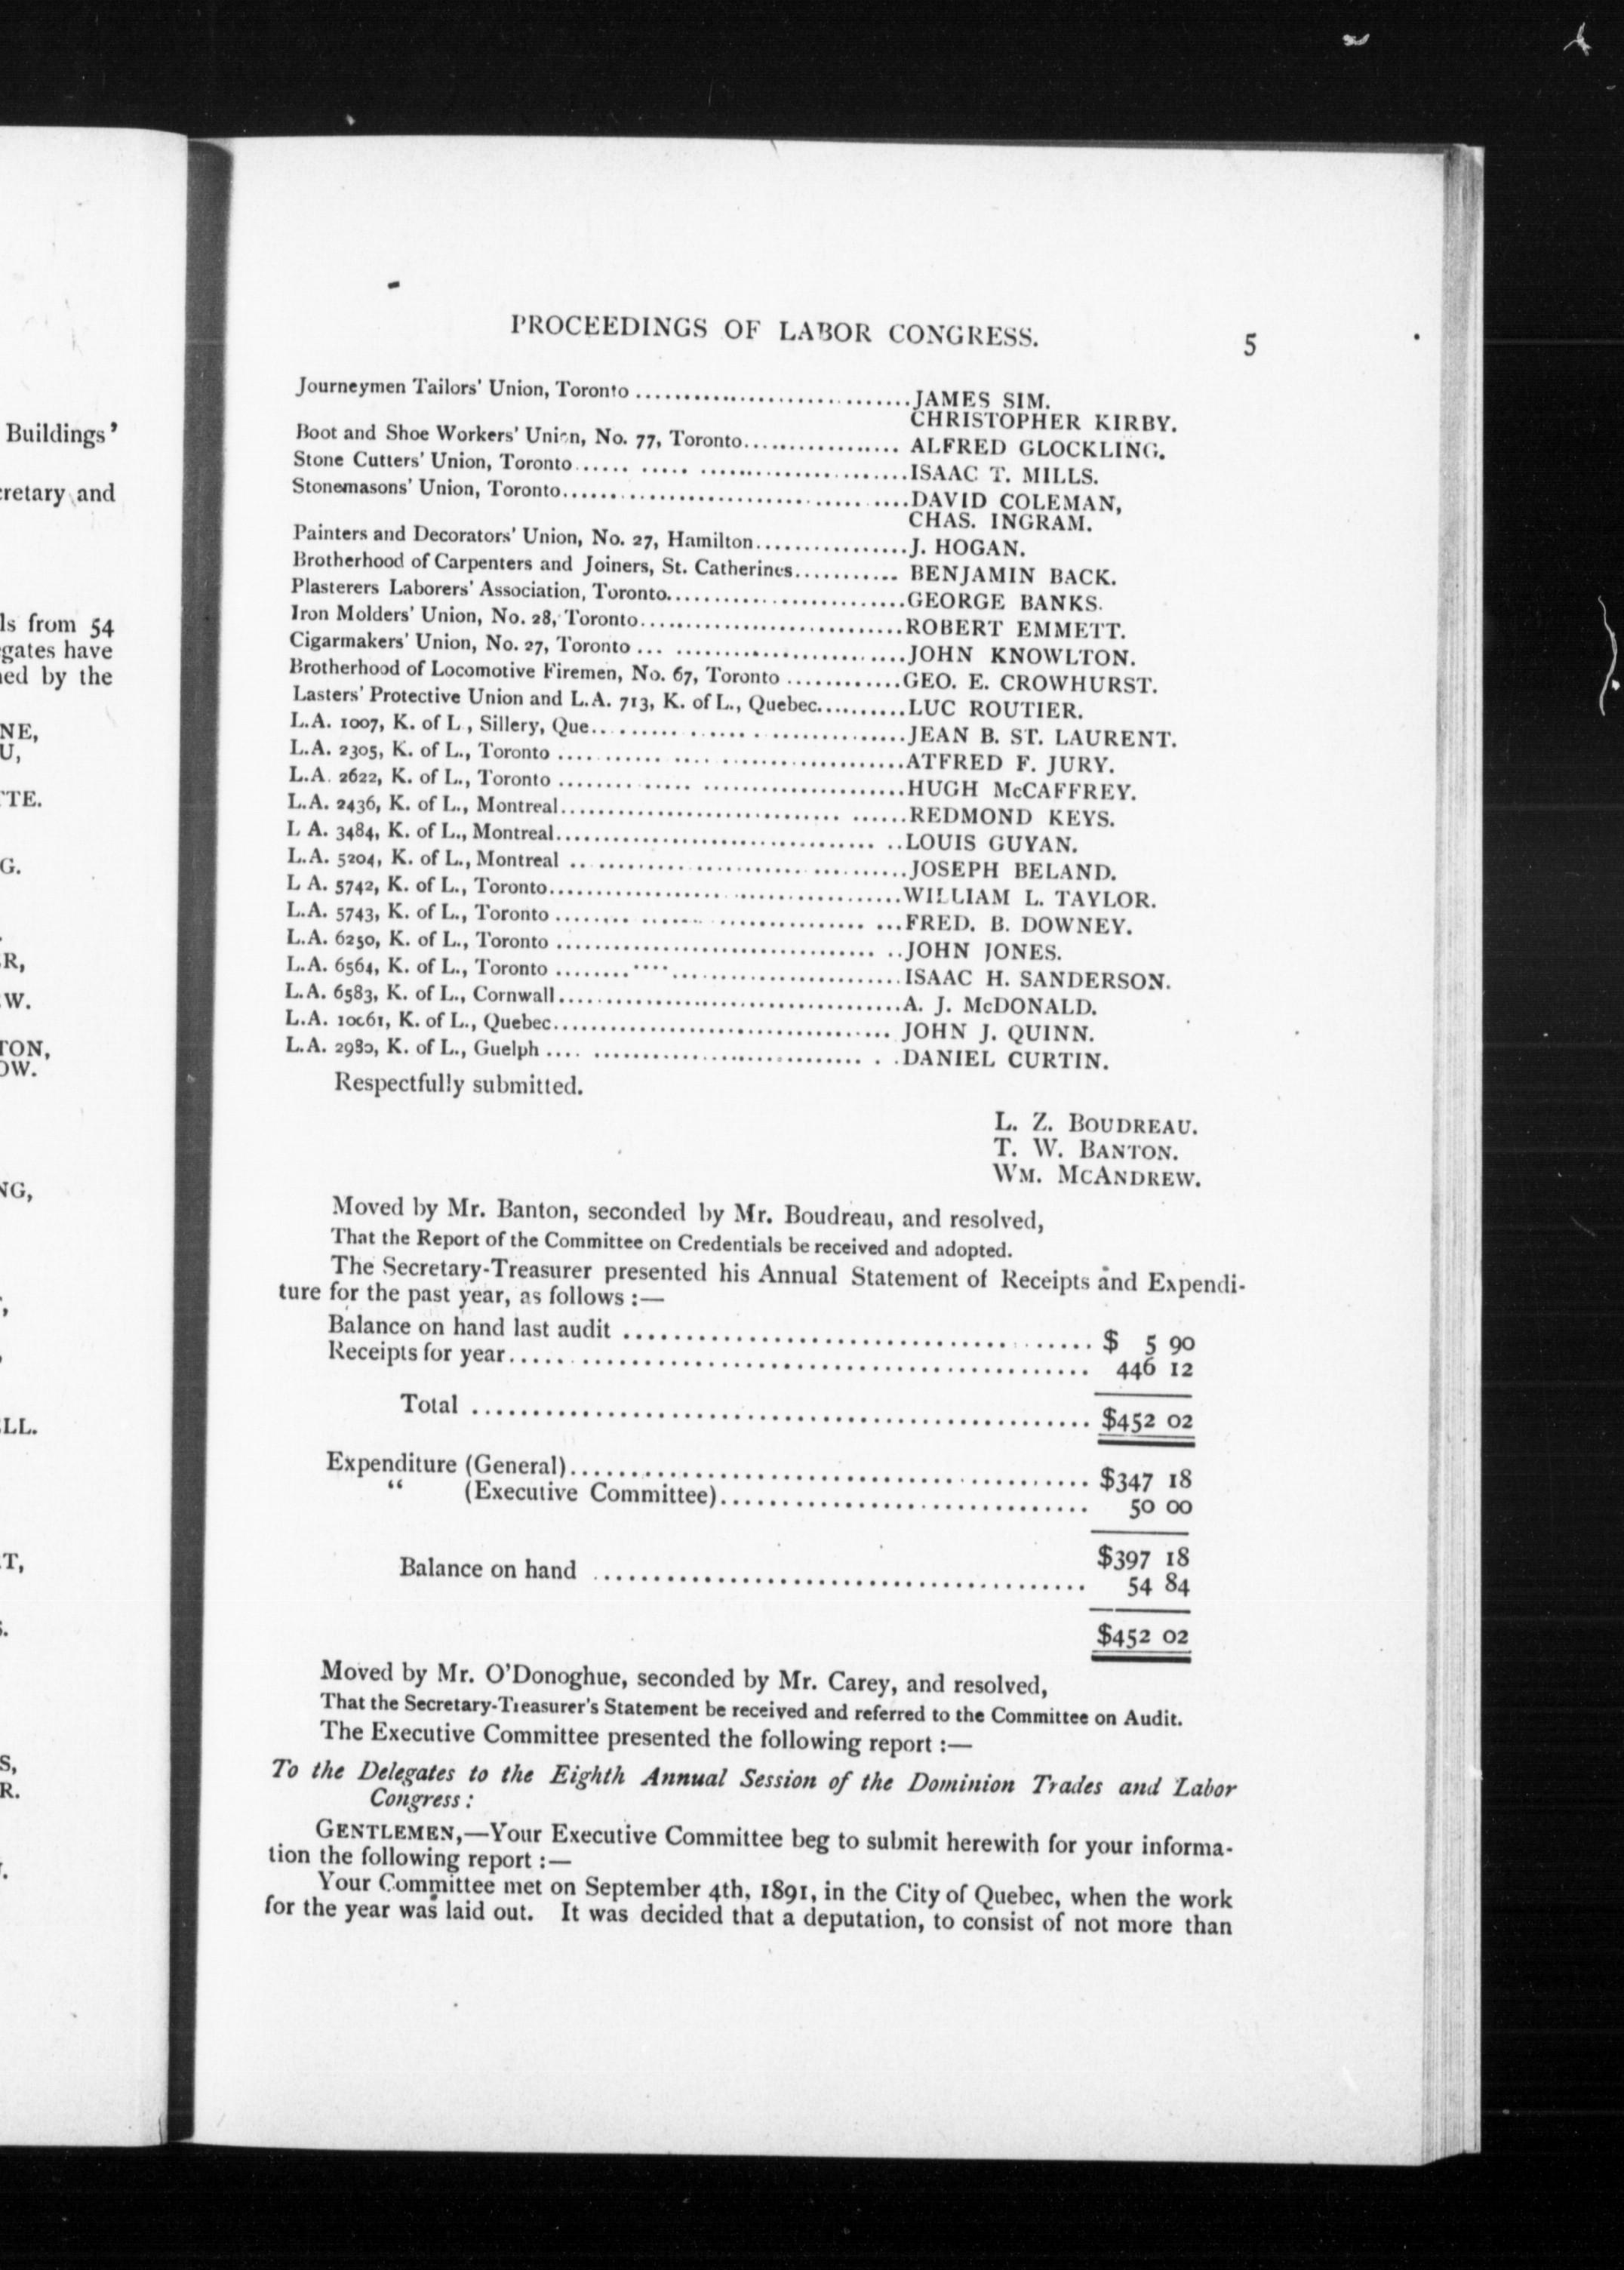 Buildings'
cretary and
ls from 54
gates have
ned by the
NE,
U,
TTE.
G.
R,
W.
TON,
OW.
NG,
ELL.
T,
S,
R.
PROCEEDINGS OF LABOR CONGRESS.
5
Journeymen Tailors' Union, Toronto ..............................JAMES SIM.
CHRISTOPHER KIRBY.
Boot and Shoe Workers' Union, No. 77, Toronto................ALFRED GLOCKLING.
Stone Cutters' Union, Toronto..............................ISAAC T. MILLS.
Stonemasons' Union, Toronto..............................DAVID COLEMAN,
CHAS. INGRAM.
Painters and Decorators' Union, No. 27, Hamilton................J. HOGAN.
Brotherhood of Carpenters and Joiners, St. Catherines........... BENJAMIN BACK.
Plasterers Laborers' Association, Toronto.........................GEORGE BANKS.
Iron Molders' Union, No. 28, Toronto............................ROBERT EMMETT.
Cigarmakers' Union, No. 27, Toronto ............................JOHN KNOWLTON.
Brotherhood of Locomotive Firemen, No. 67, Toronto ............GEO. E. CROWHURST.
Lasters' Protective Union and L.A. 713, K. of L., Quebec..........LUC ROUTIER.
L.A. 1007, K. of L , Sillery, Que..............................JEAN B. ST. LAURENT.
L.A. 2305, K. of L., Toronto ..............................ATFRED F. JURY.
L.A. 2622, K. of L., Toronto ..............................HUGH McCAFFREY.
L.A. 2436, K. of L., Montreal..............................REDMOND KEYS.
L A. 3484, K. of L., Montreal..............................LOUIS GUYAN.
L.A. 5204, K. of L., Montreal ..............................JOSEPH BELAND.
L A. 5742, K. of L., Toronto..............................WILLIAM L. TAYLOR.
L.A. 5743, K. of L., Toronto ..............................FRED. B. DOWNEY.
L.A. 6250, K. of L., Toronto ..............................JOHN JONES.
L.A. 6564, K. of L., Toronto ..............................ISAAC H. SANDERSON.
L.A. 6583, K. of L., Cornwall..............................A. J. McDONALD.
L.A. 10061, K. of L., Quebec.............................. JOHN J. QUINN.
L.A. 2980, K. of L., Guelph ..............................DANIEL CURTIN.
Respectfully submitted.
L. Z. BOUDREAU.
T. W. BANTON.
WM. MCANDREW.
Moved by Mr. Banton, seconded by Mr. Boudreau, and resolved,
That the Report of the Committee on Credentials be received and adopted.
The Secretary-Treasurer presented his Annual Statement of Receipts and Expendi-
ture for the past year, as follows :—
Balance on hand last audit .............................. $ 5 90
Receipts for year.............................. 446 12
Total .............................. $452 02
Expenditure (General).............................. $347 18
“ (Executive Committee).............................. 50 00
$397 18
Balance on hand .............................. 54 84
$452 02
Moved by Mr. O'Donoghue, seconded by Mr. Carey, and resolved,
That the Secretary-Treasurer's Statement be received and referred to the Committee on Audit.
The Executive Committee presented the following report :—
To the Delegates to the Eighth Annual Session of the Dominion Trades and Labor
Congress :
GENTLEMEN,—Your Executive Committee beg to submit herewith for your informa-
tion the following report :—
Your Committee met on September 4th, 1891, in the City of Quebec, when the work
for the year was laid out. It was decided that a deputation, to consist of not more than